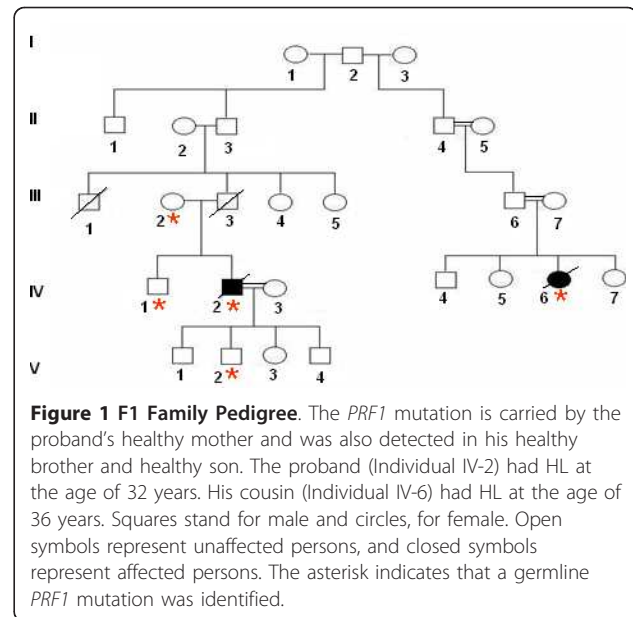 I
1 2 3
II
1 2 3 4 5
III
1 2 * 3 4 5 6 7
IV
1 * 2 * 3 4 5 6 * 7
V
1 2 * 3 4
Figure 1 F1 Family Pedigree. The PRF1 mutation is carried by the
proband's healthy mother and was also detected in his healthy
brother and healthy son. The proband (Individual IV-2) had HL at
the age of 32 years. His cousin (Individual IV-6) had HL at the age of
36 years. Squares stand for male and circles, for female. Open
symbols represent unaffected persons, and closed symbols
represent affected persons. The asterisk indicates that a germline
PRF1 mutation was identified.